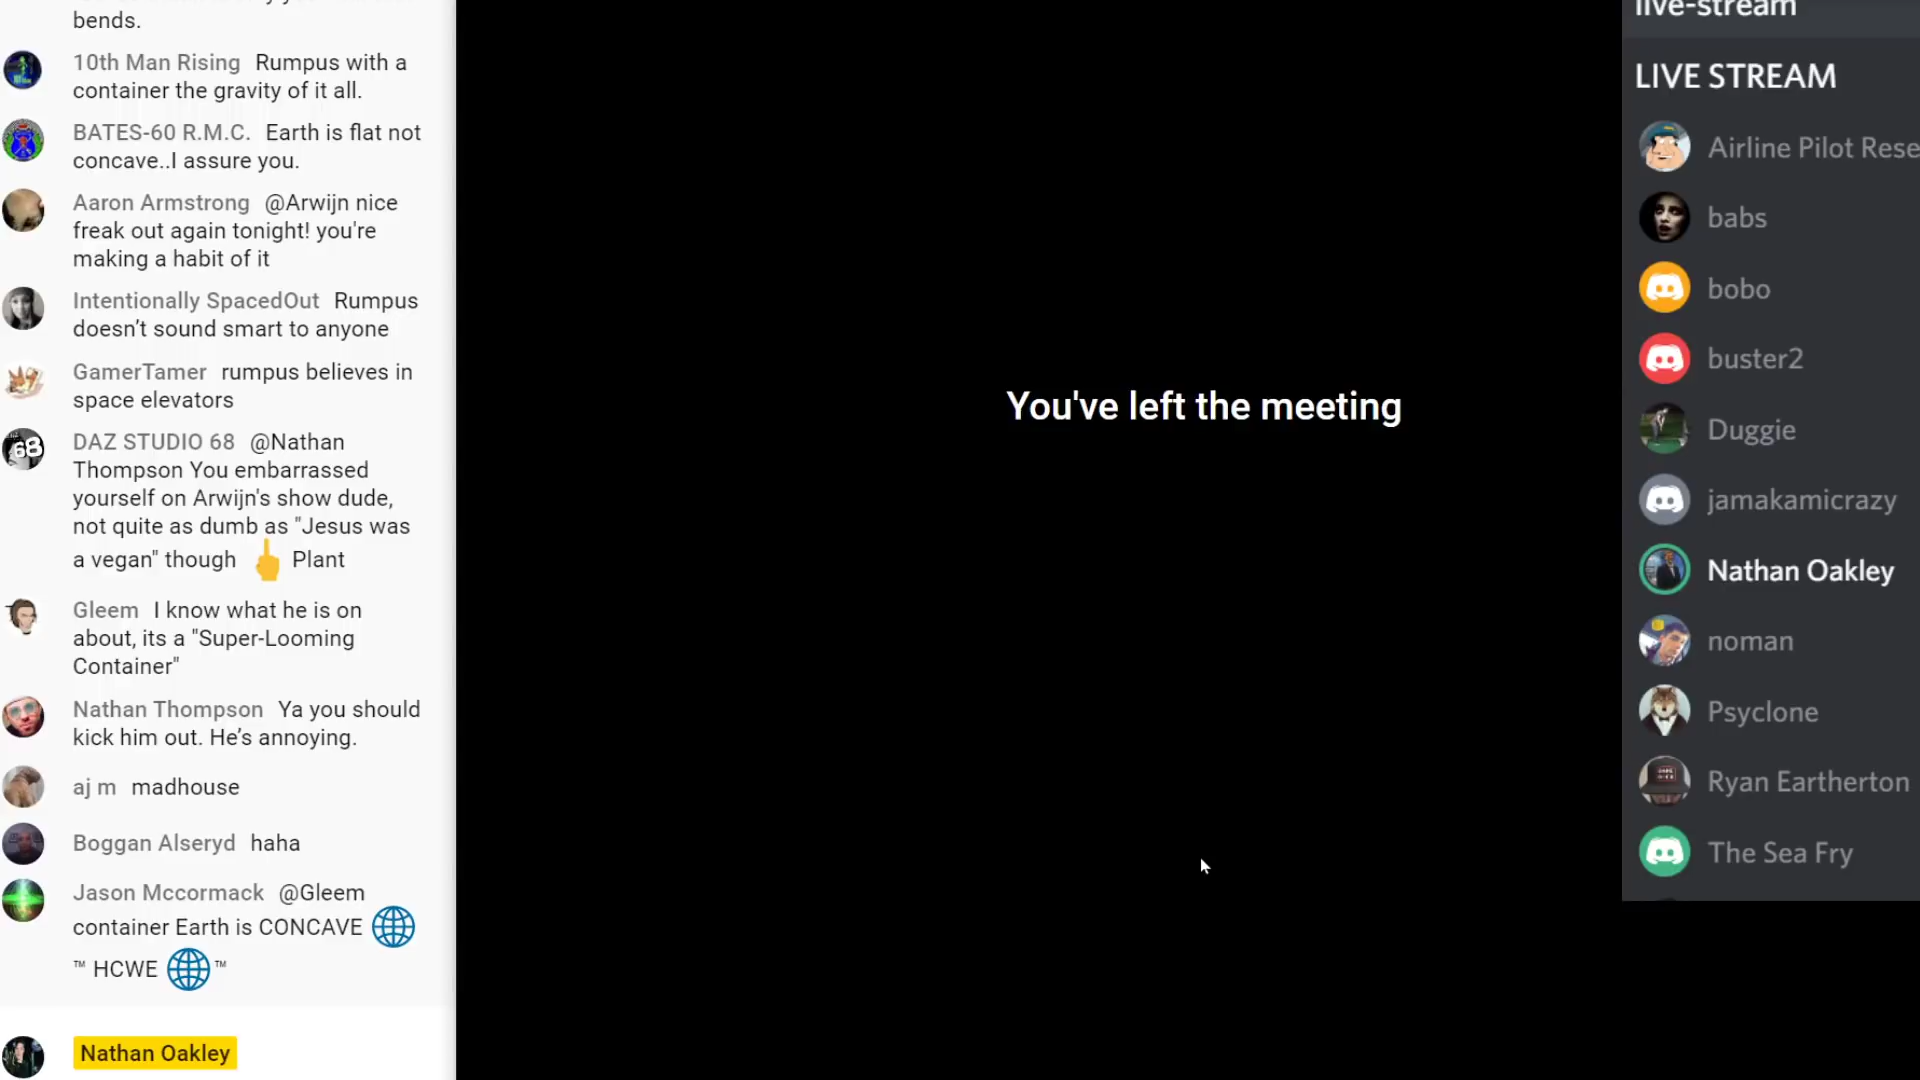 bends.
10th Man Rising Rumpus with a
container the gravity of it all.
BATES-60 R.M.C. Earth is flat not
concave..I assure you.
Aaron Armstrong @Arwijn nice
freak out again tonight! you're
making a habit of it
Intentionally SpacedOut Rumpus
doesn’t sound smart to anyone
GamerTamer rumpus believes in
space elevators
DAZ STUDIO 68 @Nathan
Thompson You embarrassed
yourself on Arwijn's show dude,
not quite as dumb as "Jesus was
a vegan" though Plant
Gleem I know what he is on
about, its a "Super-Looming
Container"
Nathan Thompson Ya you should
kick him out. He’s annoying.
aj m madhouse
Boggan Alseryd haha
Jason Mccormack @Gleem
container Earth is CONCAVE
™ HCWE ™
Nathan Oakley
You've left the meeting
live-stream
LIVE STREAM
Airline Pilot Rese
babs
bobo
buster2
Duggie
jamakamicrazy
Nathan Oakley
noman
Psyclone
Ryan Eartherton
The Sea Fry